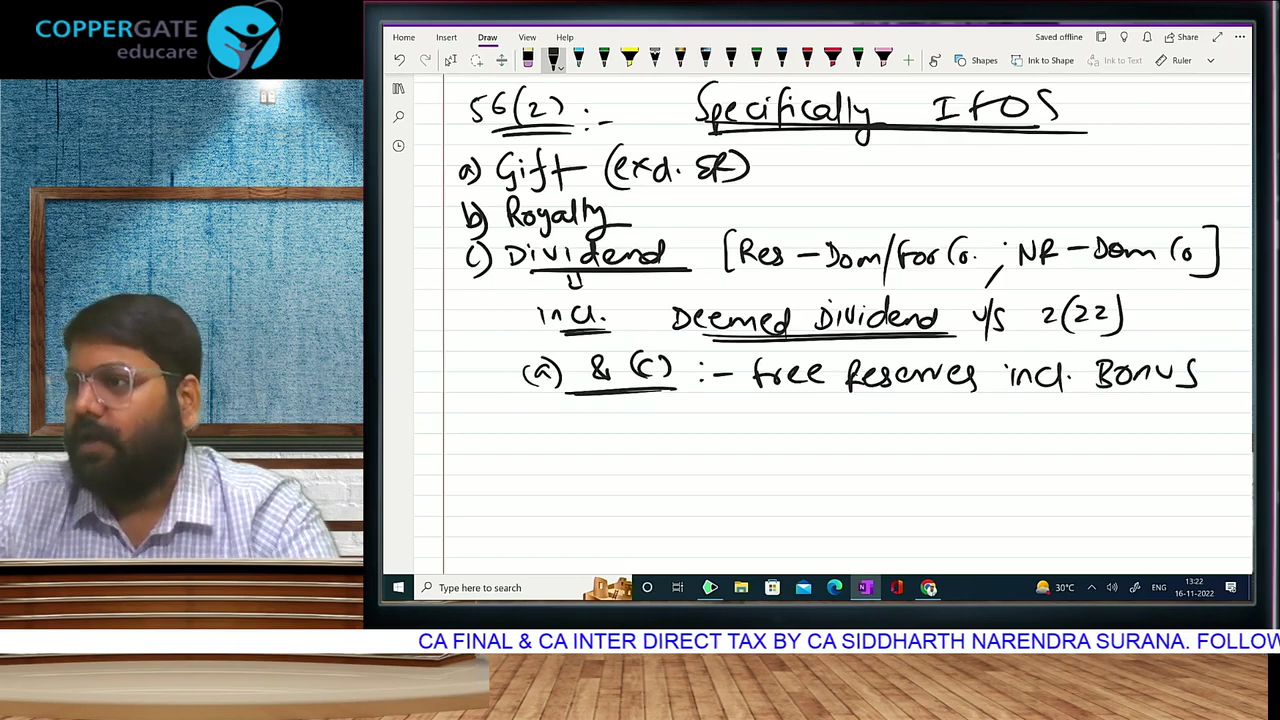 COPPERGATE
educare
Home Insert Draw View Help
Saved offline Share
Shapes Ink to Shape Ink to Text Ruler
56(2) :- Specifically IFOS
a) Gift (excl. SR)
b) Royalty
c) Dividend [Res - Dom/For Co. ; NR - Dom Co]
incl. Deemed Dividend u/s 2(22)
(a) & (c) :- Free Reserves incl. Bonus
Type here to search
30°C ENG 13:22
16-11-2022
CA FINAL & CA INTER DIRECT TAX BY CA SIDDHARTH NARENDRA SURANA. FOLLOW